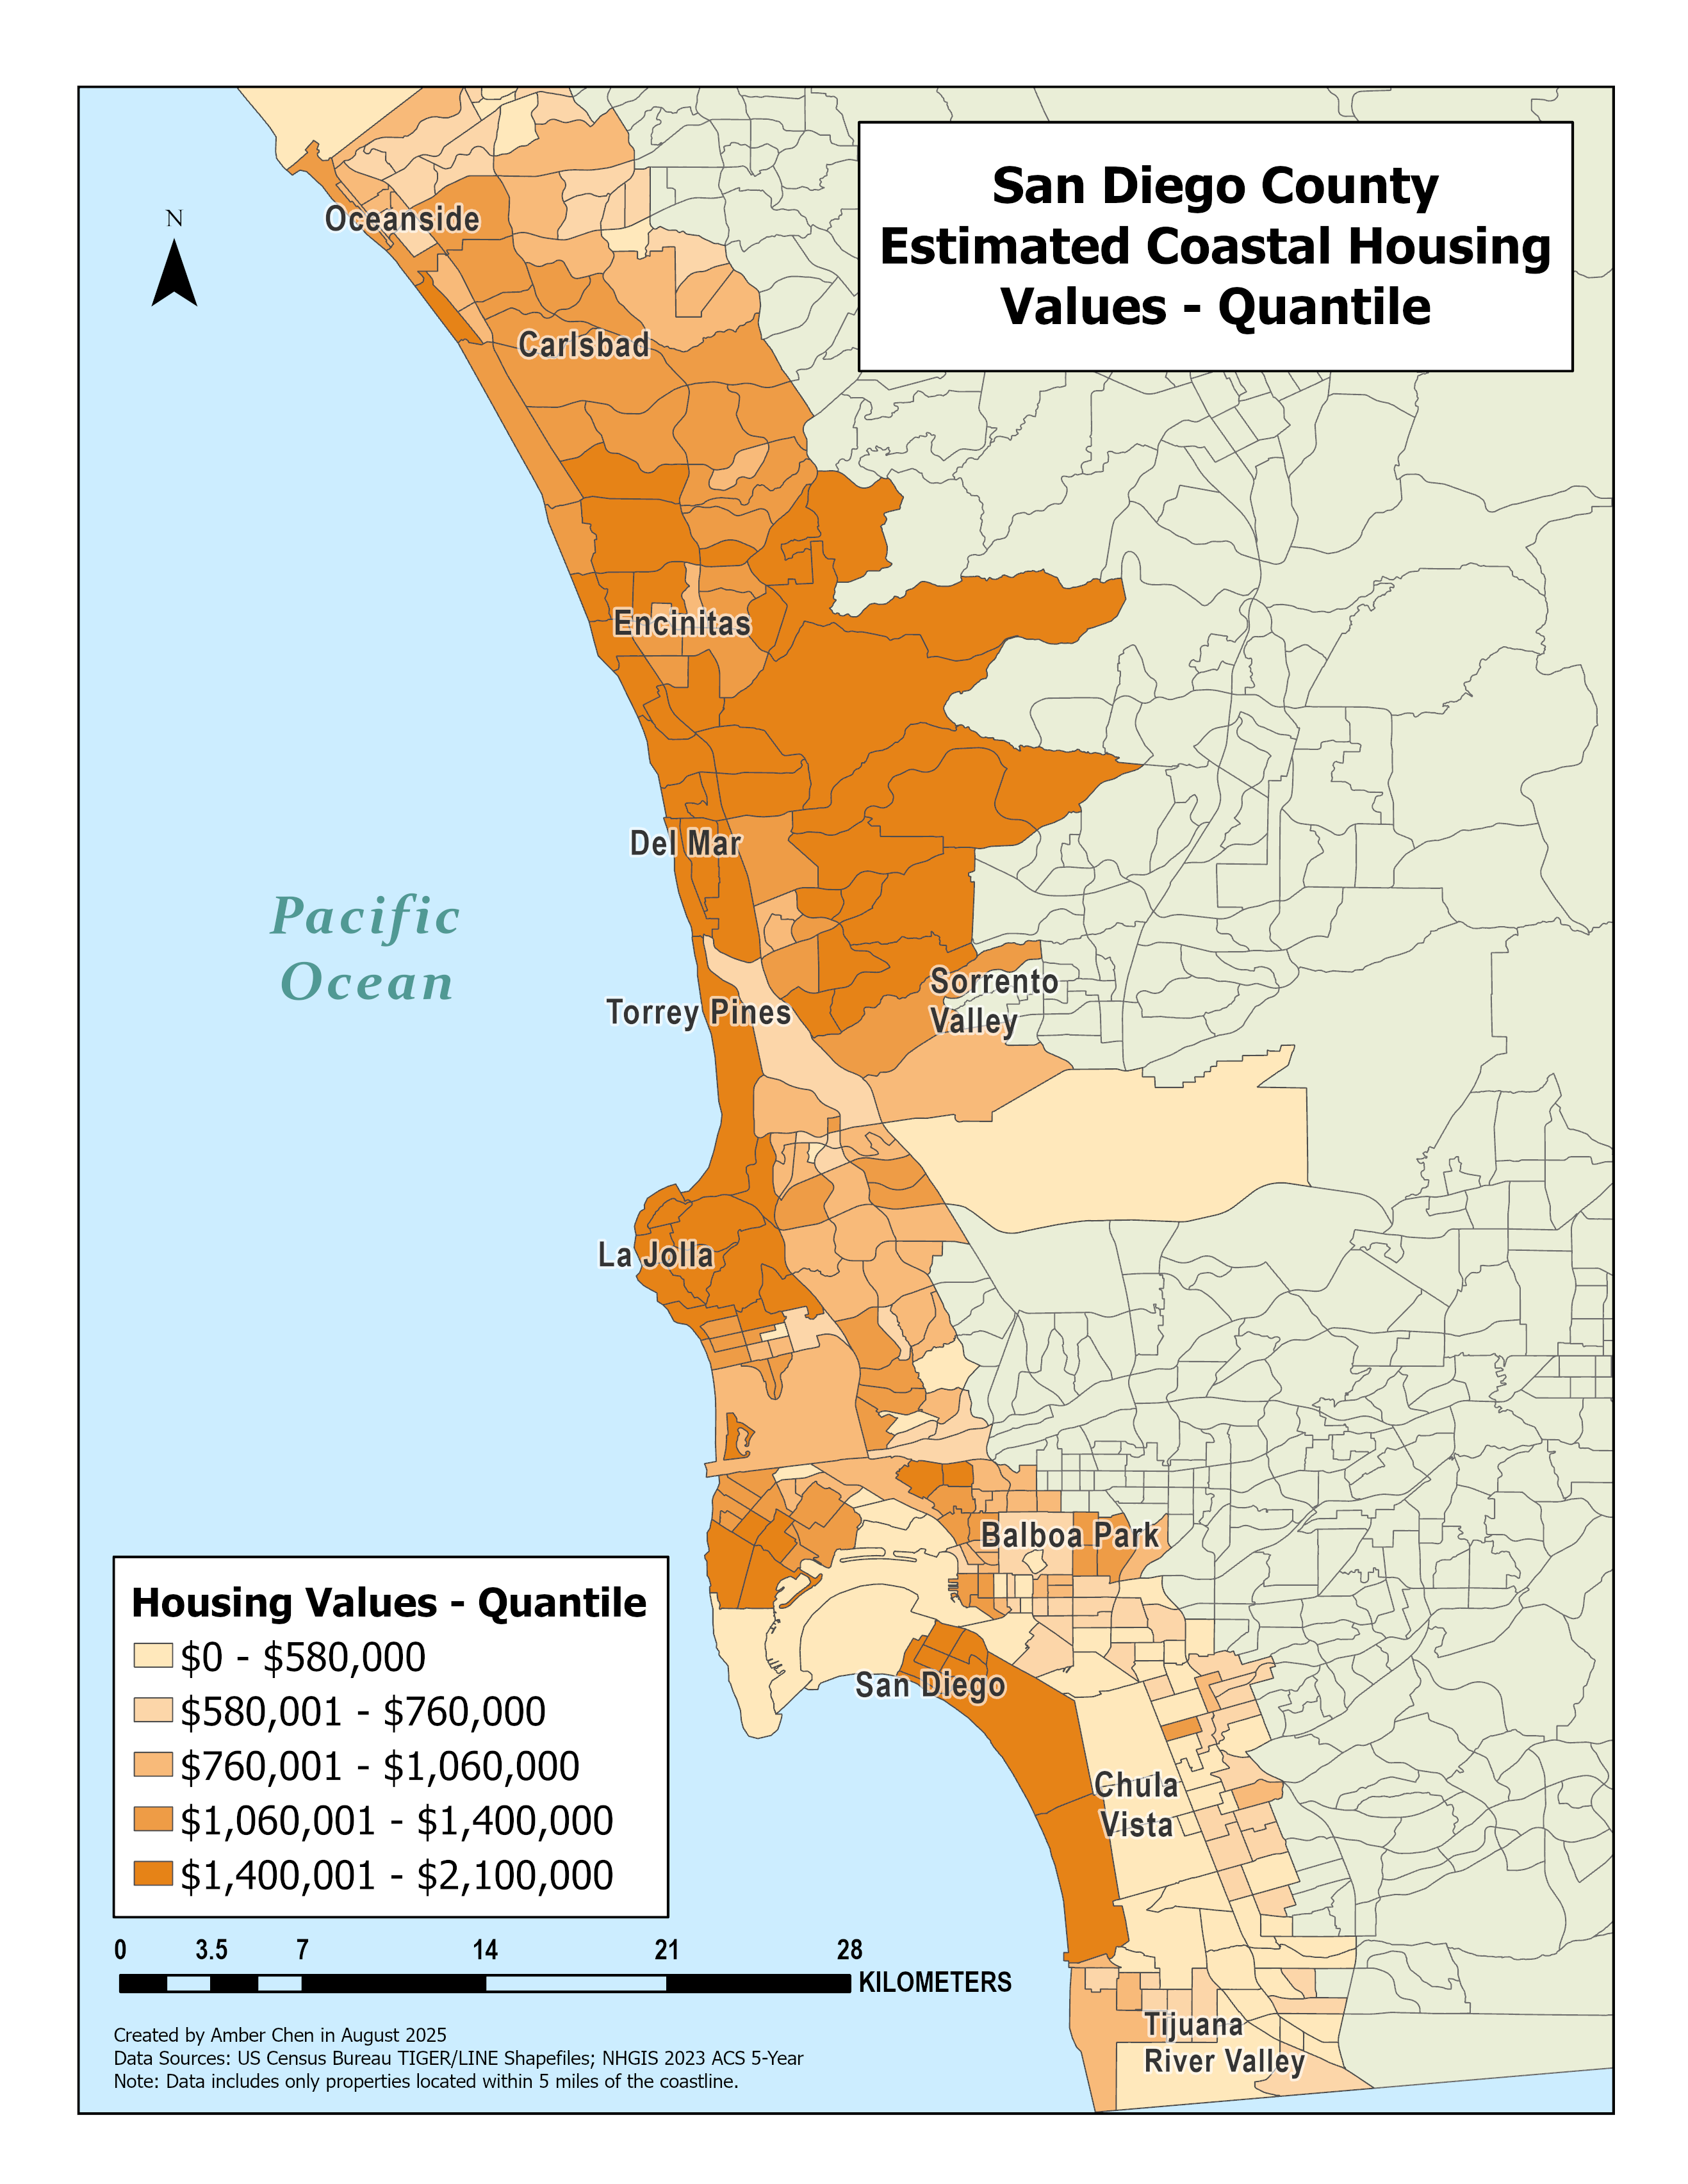 San Diego County
Estimated Coastal Housing
Values - Quantile
N
Oceanside
Carlsbad
Encinitas
Del Mar
Pacific
Ocean
Sorrento
Valley
Torrey Pines
La Jolla
Balboa Park
San Diego
Chula
Vista
Tijuana
River Valley
Housing Values - Quantile
$0 - $580,000
$580,001 - $760,000
$760,001 - $1,060,000
$1,060,001 - $1,400,000
$1,400,001 - $2,100,000
0 3.5 7 14 21 28
KILOMETERS
Created by Amber Chen in August 2025
Data Sources: US Census Bureau TIGER/LINE Shapefiles; NHGIS 2023 ACS 5-Year
Note: Data includes only properties located within 5 miles of the coastline.